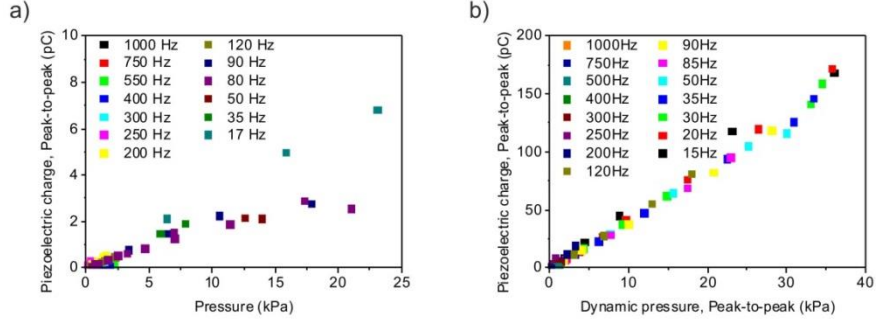 a)
Piezoelectric charge, Peak-to-peak (pC)
10
8
6
4
2
0
1000 Hz
750 Hz
550 Hz
400 Hz
300 Hz
250 Hz
200 Hz
120 Hz
90 Hz
80 Hz
50 Hz
35 Hz
17 Hz
0 5 10 15 20 25
Pressure (kPa)
b)
Piezoelectric charge, Peak-to-peak (pC)
200
150
100
50
0
1000Hz
750Hz
500Hz
400Hz
300Hz
250Hz
200Hz
120Hz
90Hz
85Hz
50Hz
35Hz
30Hz
20Hz
15Hz
0 10 20 30 40
Dynamic pressure, Peak-to-peak (kPa)